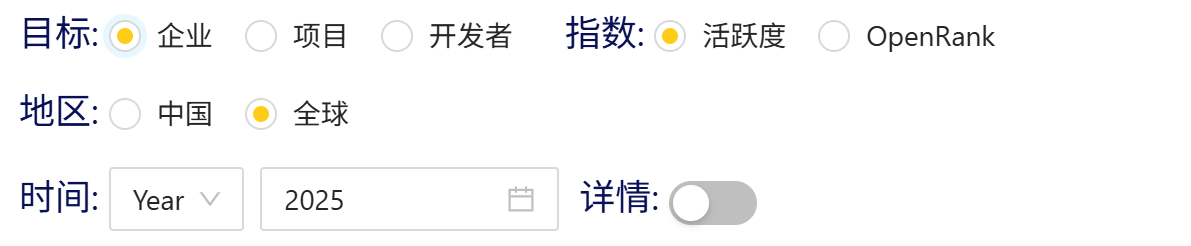 目标: 企业 项目 开发者 指数: 活跃度 OpenRank
地区: 中国 全球
时间: Year 2025 详情: